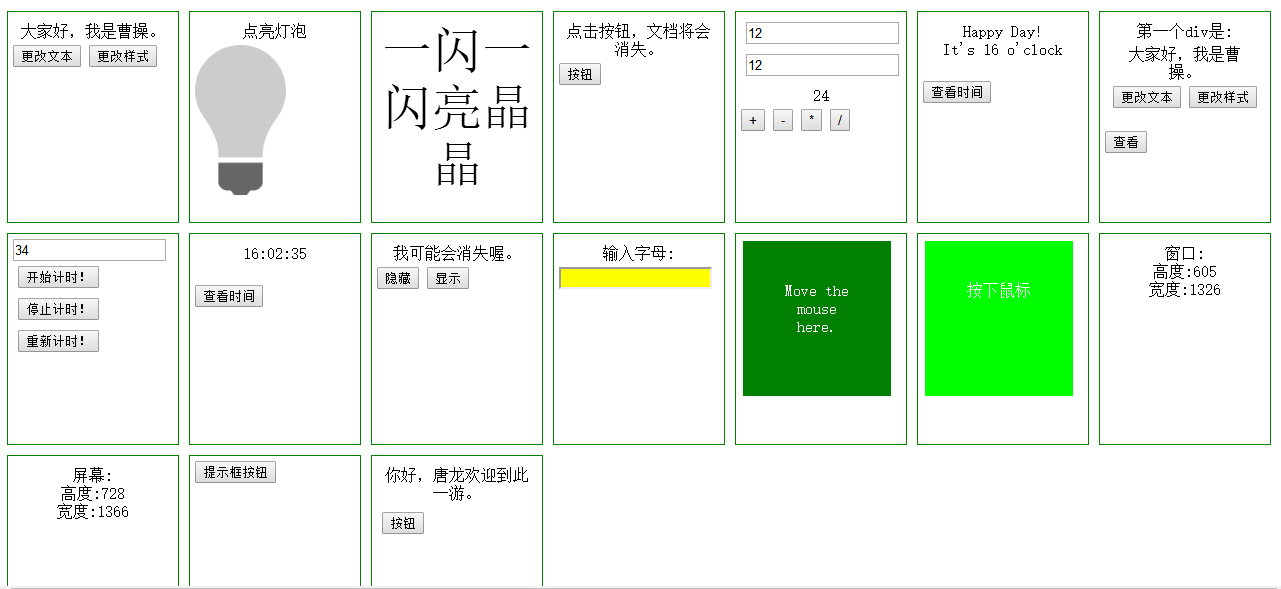 大家好，我是曹操。
更改文本 更改样式
点亮灯泡
一闪一
闪亮晶
晶
点击按钮，文档将会
消失。
按钮
12
12
24
+ - * /
Happy Day!
It's 16 o'clock
查看时间
第一个div是:
大家好，我是曹
操。
更改文本 更改样式
查看
34
开始计时！
停止计时！
重新计时！
16:02:35
查看时间
我可能会消失喔。
隐藏 显示
输入字母:
Move the
mouse
here.
按下鼠标
窗口:
高度:605
宽度:1326
屏幕:
高度:728
宽度:1366
提示框按钮
你好，唐龙欢迎到此
一游。
按钮